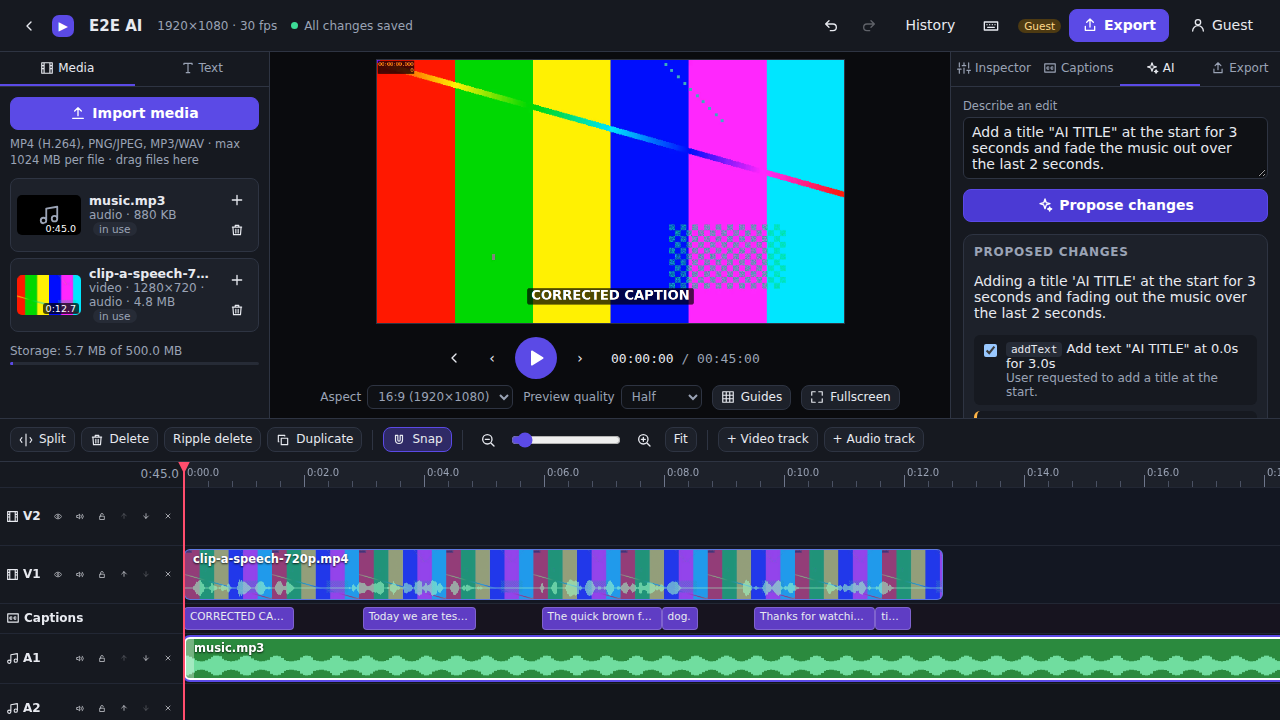 E2E AI 1920×1080 · 30 fps All changes saved History Guest Export Guest
Media Text
Import media
MP4 (H.264), PNG/JPEG, MP3/WAV · max
1024 MB per file · drag files here
music.mp3
audio · 880 KB
in use
0:45.0
clip-a-speech-7...
video · 1280×720 ·
audio · 4.8 MB
in use
0:12.7
Storage: 5.7 MB of 500.0 MB
00:00:00.000
0
CORRECTED CAPTION
00:00:00 / 00:45:00
Aspect 16:9 (1920×1080) Preview quality Half Guides Fullscreen
Inspector Captions AI Export
Describe an edit
Add a title "AI TITLE" at the start for 3
seconds and fade the music out over
the last 2 seconds.
Propose changes
PROPOSED CHANGES
Adding a title 'AI TITLE' at the start for 3
seconds and fading out the music over
the last 2 seconds.
addText Add text "AI TITLE" at 0.0s
for 3.0s
User requested to add a title at the
start.
Split Delete Ripple delete Duplicate Snap Fit + Video track + Audio track
0:45.0 0:00.0 0:02.0 0:04.0 0:06.0 0:08.0 0:10.0 0:12.0 0:14.0 0:16.0
V2
V1 clip-a-speech-720p.mp4
Captions CORRECTED CA... Today we are tes... The quick brown f... dog. Thanks for watchi... ti...
A1 music.mp3
A2